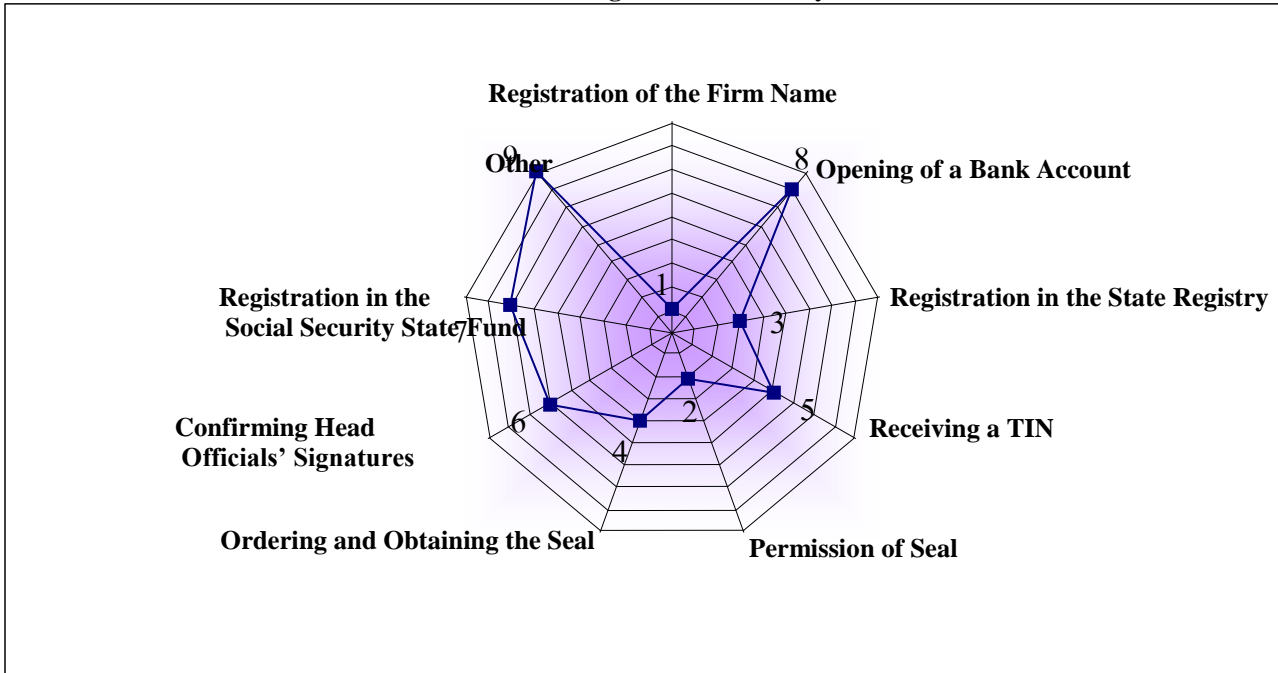 Registration of the Firm Name
9
Other
8
Opening of a Bank Account
1
Registration in the
Social Security State Fund
7
Registration in the State Registry
3
Confirming Head
Officials’ Signatures
6
2
5
Receiving a TIN
4
Ordering and Obtaining the Seal
Permission of Seal